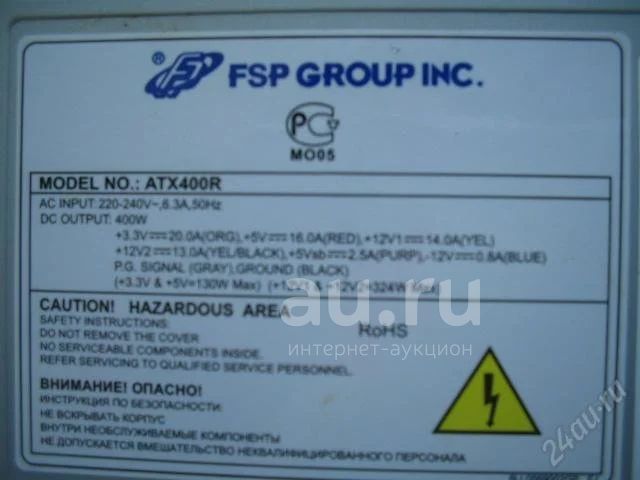 ® FSP GROUP INC.
PC
MO05
MODEL NO.: ATX400R
AC INPUT: 220-240V~,6.3A,50Hz
DC OUTPUT: 400W
+3.3V⎓20.0A(ORG),+5V⎓16.0A(RED),+12V1⎓14.0A(YEL)
+12V2⎓13.0A(YEL/BLACK),+5Vsb⎓2.5A(PURP),-12V⎓0.8A(BLUE)
P.G. SIGNAL (GRAY),GROUND (BLACK)
(+3.3V & +5V=130W Max) (+12V1 & +12V2=324W Max)
au.ru
интернет-аукцион
CAUTION! HAZARDOUS AREA
SAFETY INSTRUCTIONS:
DO NOT REMOVE THE COVER
NO SERVICEABLE COMPONENTS INSIDE.
REFER SERVICING TO QUALIFIED SERVICE PERSONNEL.
RoHS
ВНИМАНИЕ! ОПАСНО!
ИНСТРУКЦИЯ ПО БЕЗОПАСНОСТИ:
НЕ ВСКРЫВАТЬ КОРПУС
ВНУТРИ НЕОБСЛУЖИВАЕМЫЕ КОМПОНЕНТЫ
НЕ ДОПУСКАЕТСЯ ВМЕШАТЕЛЬСТВО НЕКВАЛИФИЦИРОВАННОГО ПЕРСОНАЛА
24au.ru